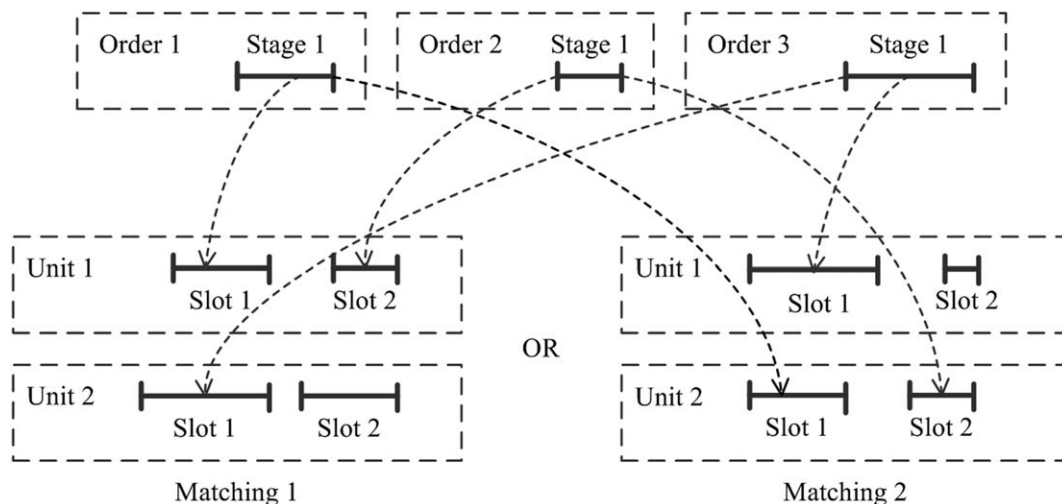 Order 1 Stage 1 Order 2 Stage 1 Order 3 Stage 1
Unit 1 Unit 1
Slot 1 Slot 2 Slot 1 Slot 2
OR
Unit 2 Unit 2
Slot 1 Slot 2 Slot 1 Slot 2
Matching 1 Matching 2